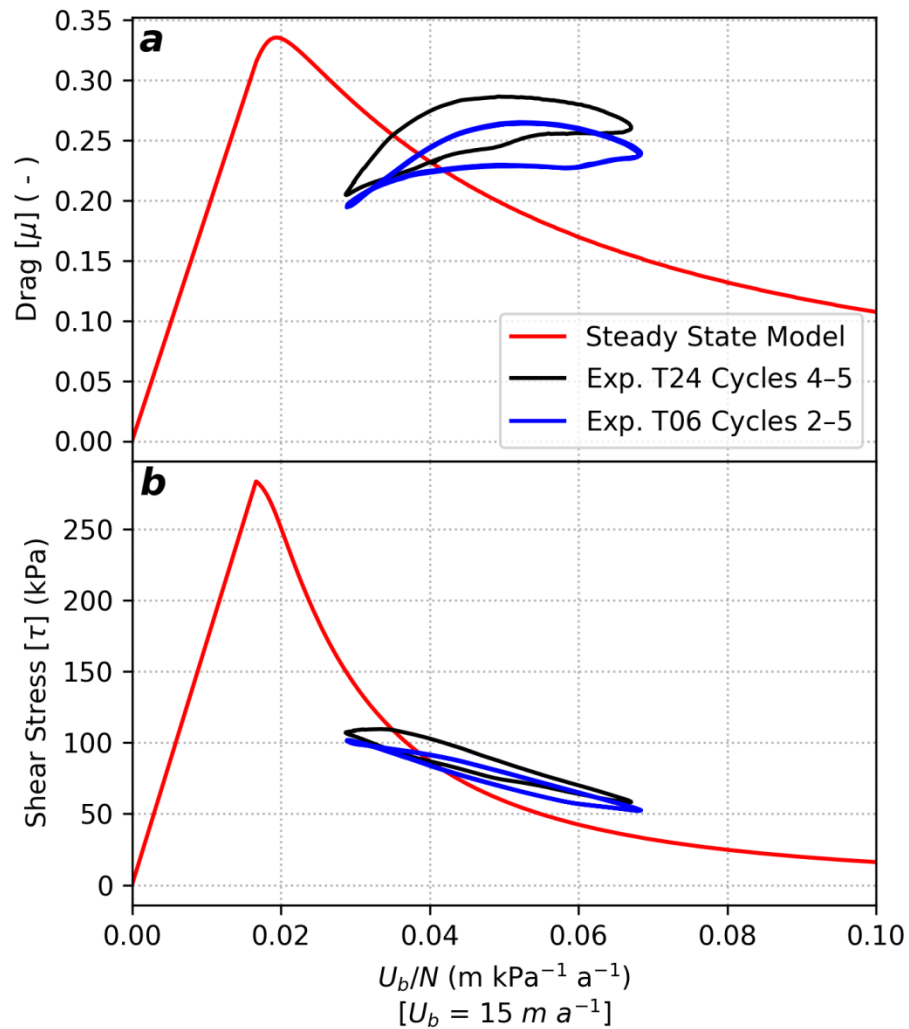 a
0.35
0.30
0.25
0.20
0.15
0.10
0.05
0.00
Drag [μ] ( - )
Steady State Model
Exp. T24 Cycles 4–5
Exp. T06 Cycles 2–5
b
250
200
150
100
50
0
Shear Stress [τ] (kPa)
0.00 0.02 0.04 0.06 0.08 0.10
U_b/N (m kPa⁻¹ a⁻¹)
[U_b = 15 m a⁻¹]